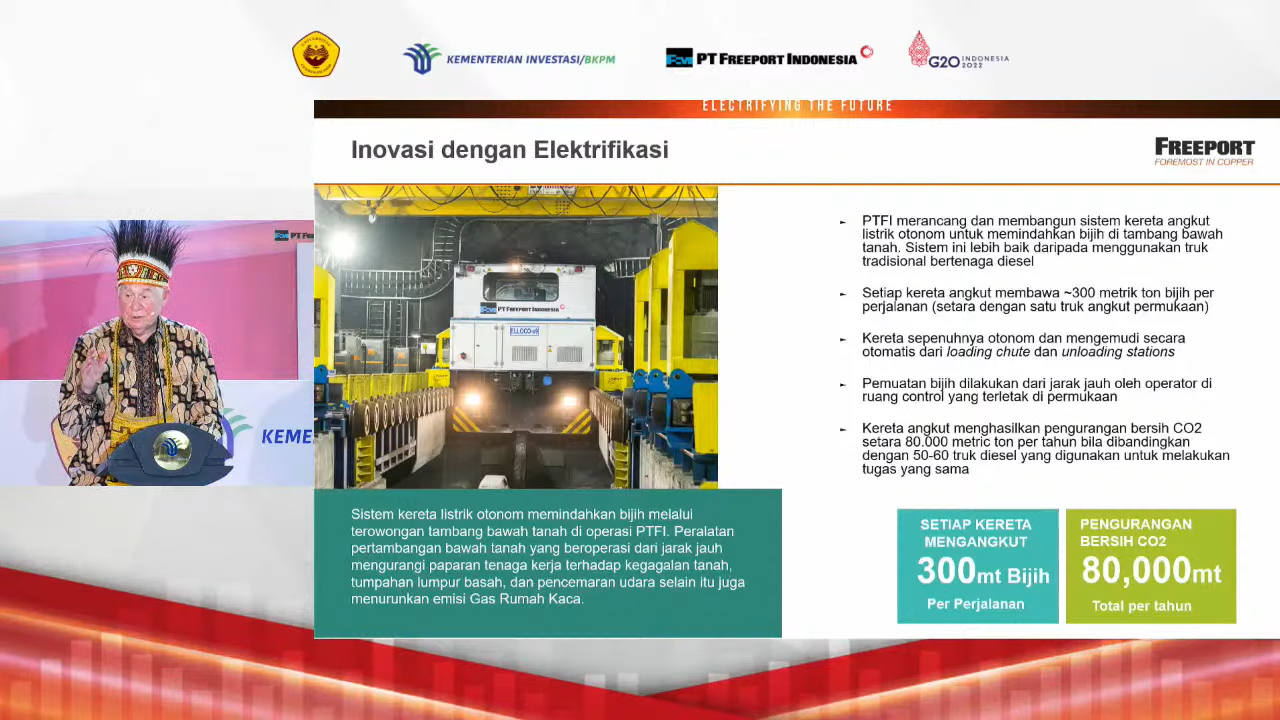 KEMENTERIAN INVESTASI/BKPM
PT FREEPORT INDONESIA
G20 INDONESIA
2022
ELECTRIFYING THE FUTURE
Inovasi dengan Elektrifikasi
FREEPORT
FOREMOST IN COPPER
PT FREEPORT INDONESIA
ELLOCO-09
KEME
PTFI merancang dan membangun sistem kereta angkut
listrik otonom untuk memindahkan bijih di tambang bawah
tanah. Sistem ini lebih baik daripada menggunakan truk
tradisional bertenaga diesel
Setiap kereta angkut membawa ~300 metrik ton bijih per
perjalanan (setara dengan satu truk angkut permukaan)
Kereta sepenuhnya otonom dan mengemudi secara
otomatis dari loading chute dan unloading stations
Pemuatan bijih dilakukan dari jarak jauh oleh operator di
ruang control yang terletak di permukaan
Kereta angkut menghasilkan pengurangan bersih CO2
setara 80.000 metric ton per tahun bila dibandingkan
dengan 50-60 truk diesel yang digunakan untuk melakukan
tugas yang sama
Sistem kereta listrik otonom memindahkan bijih melalui
terowongan tambang bawah tanah di operasi PTFI. Peralatan
pertambangan bawah tanah yang beroperasi dari jarak jauh
mengurangi paparan tenaga kerja terhadap kegagalan tanah,
tumpahan lumpur basah, dan pencemaran udara selain itu juga
menurunkan emisi Gas Rumah Kaca.
SETIAP KERETA
MENGANGKUT
300mt Bijih
Per Perjalanan
PENGURANGAN
BERSIH CO2
80,000mt
Total per tahun